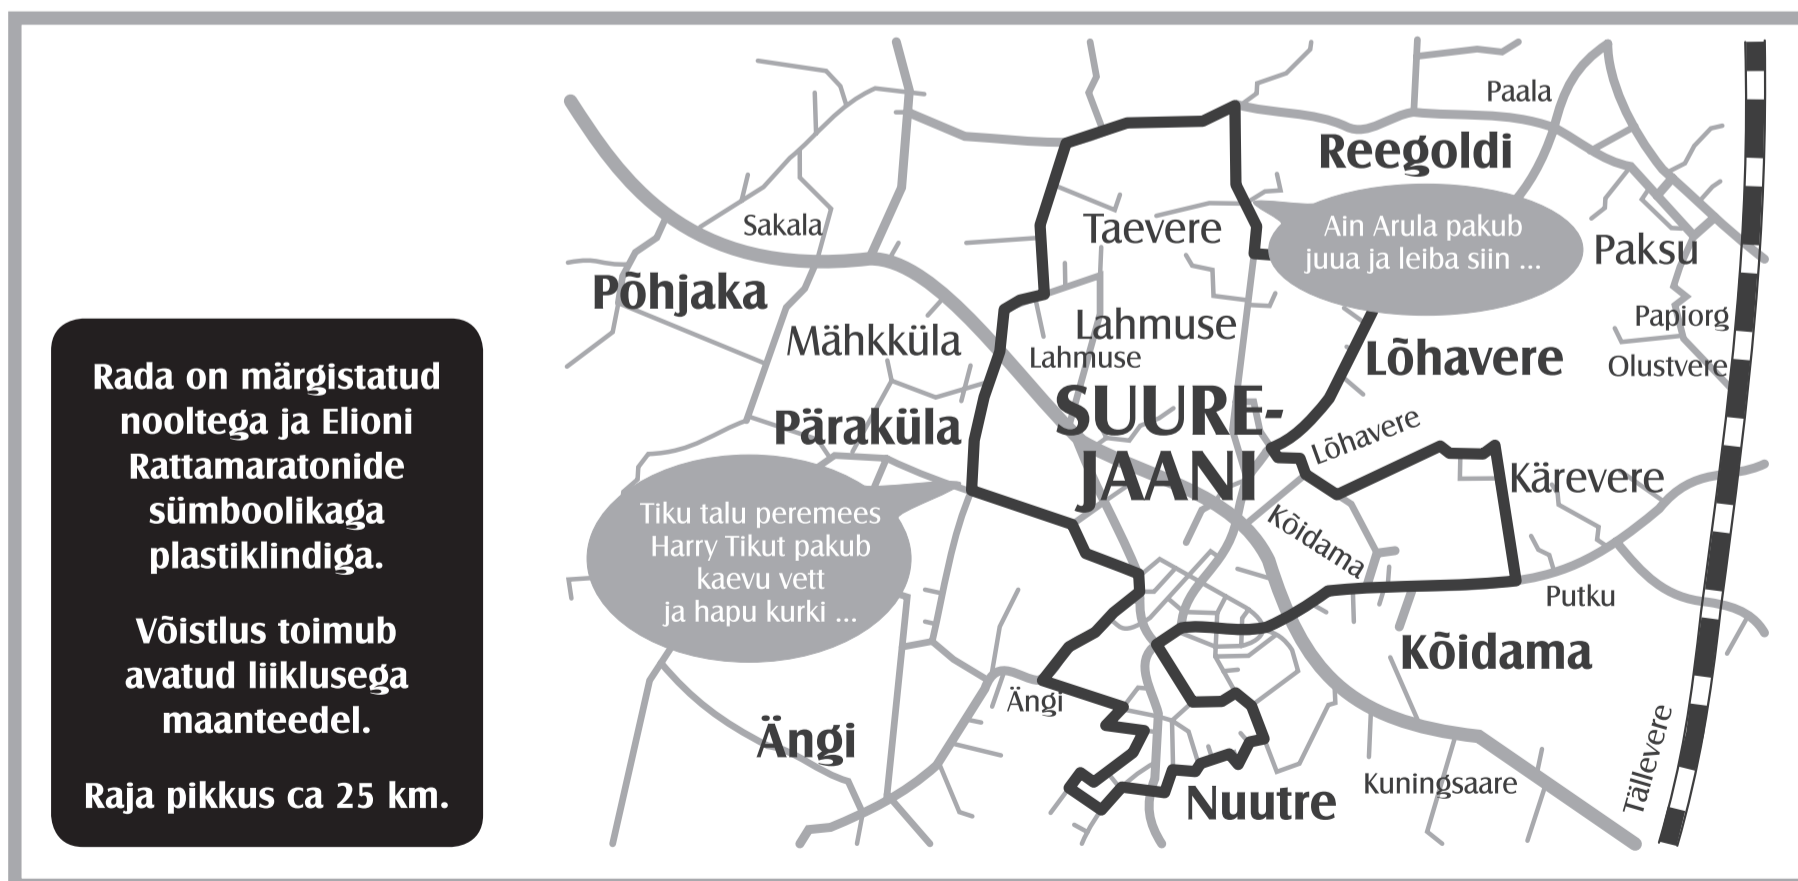 Rada on märgistatud
nooltega ja Elioni
Rattamaratonide
sümboolikaga
plastiklindiga.
Võistlus toimub
avatud liiklusega
maanteedel.
Raja pikkus ca 25 km.
Paala
Reegoldi
Sakala
Taevere
Ain Arula pakub
juua ja leiba siin ...
Paksu
Põhjaka
Papiorg
Mähkküla
Lahmuse
Lahmuse
Lõhavere
Olustvere
Päraküla
SUURE-
JAANI
Lõhavere
Kärevere
Tiku talu peremees
Harry Tikut pakub
kaevu vett
ja hapu kurki ...
Kõidama
Putku
Kõidama
Ängi
Ängi
Tällevere
Kuningsaare
Nuutre